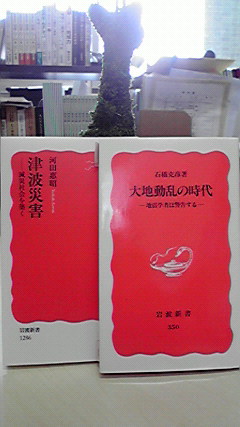 河田惠昭
津波災害
――減災社会を築く
岩波新書
1286
石橋克彦著
大地動乱の時代
―地震学者は警告する―
岩波新書
350